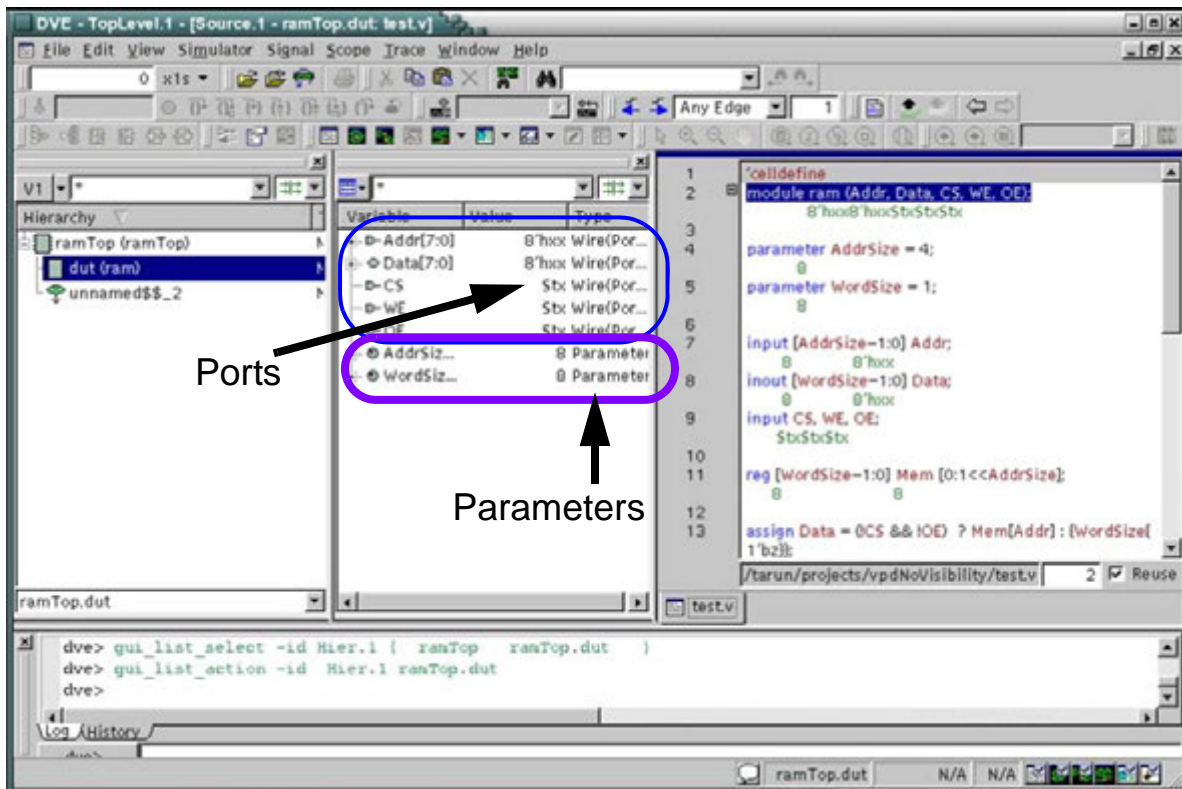 DVE - TopLevel.1 - [Source.1 - ramTop.dut: test.v]
File Edit View Simulator Signal Scope Trace Window Help
0 x1s
Any Edge 1
V1 *
*
Hierarchy
ramTop (ramTop)
dut (ram)
unnamed$$_2
ramTop.dut
Variable Value Type
Addr[7:0] 8'hxx Wire(Por...
Data[7:0] 8'hxx Wire(Por...
CS Stx Wire(Por...
WE Stx Wire(Por...
OE Stx Wire(Por...
AddrSiz... 8 Parameter
WordSiz... 8 Parameter
Ports
Parameters
1 `celldefine
2 module ram (Addr, Data, CS, WE, OE);
8'hxx8'hxxStxStxStx
3
4 parameter AddrSize = 4;
8
5 parameter WordSize = 1;
8
6
7 input [AddrSize-1:0] Addr;
8 8'hxx
8 inout [WordSize-1:0] Data;
8 8'hxx
9 input CS, WE, OE;
StxStxStx
10
11 reg [WordSize-1:0] Mem [0:1<<AddrSize];
8 8
12
13 assign Data = (!CS && !OE) ? Mem[Addr] : {WordSize{
1'bz}};
/tarun/projects/vpdNoVisibility/test.v 2 Reuse
test.v
dve> gui_list_select -id Hier.1 { ramTop ramTop.dut }
dve> gui_list_action -id Hier.1 ramTop.dut
dve>
Log History
dve>
ramTop.dut N/A N/A